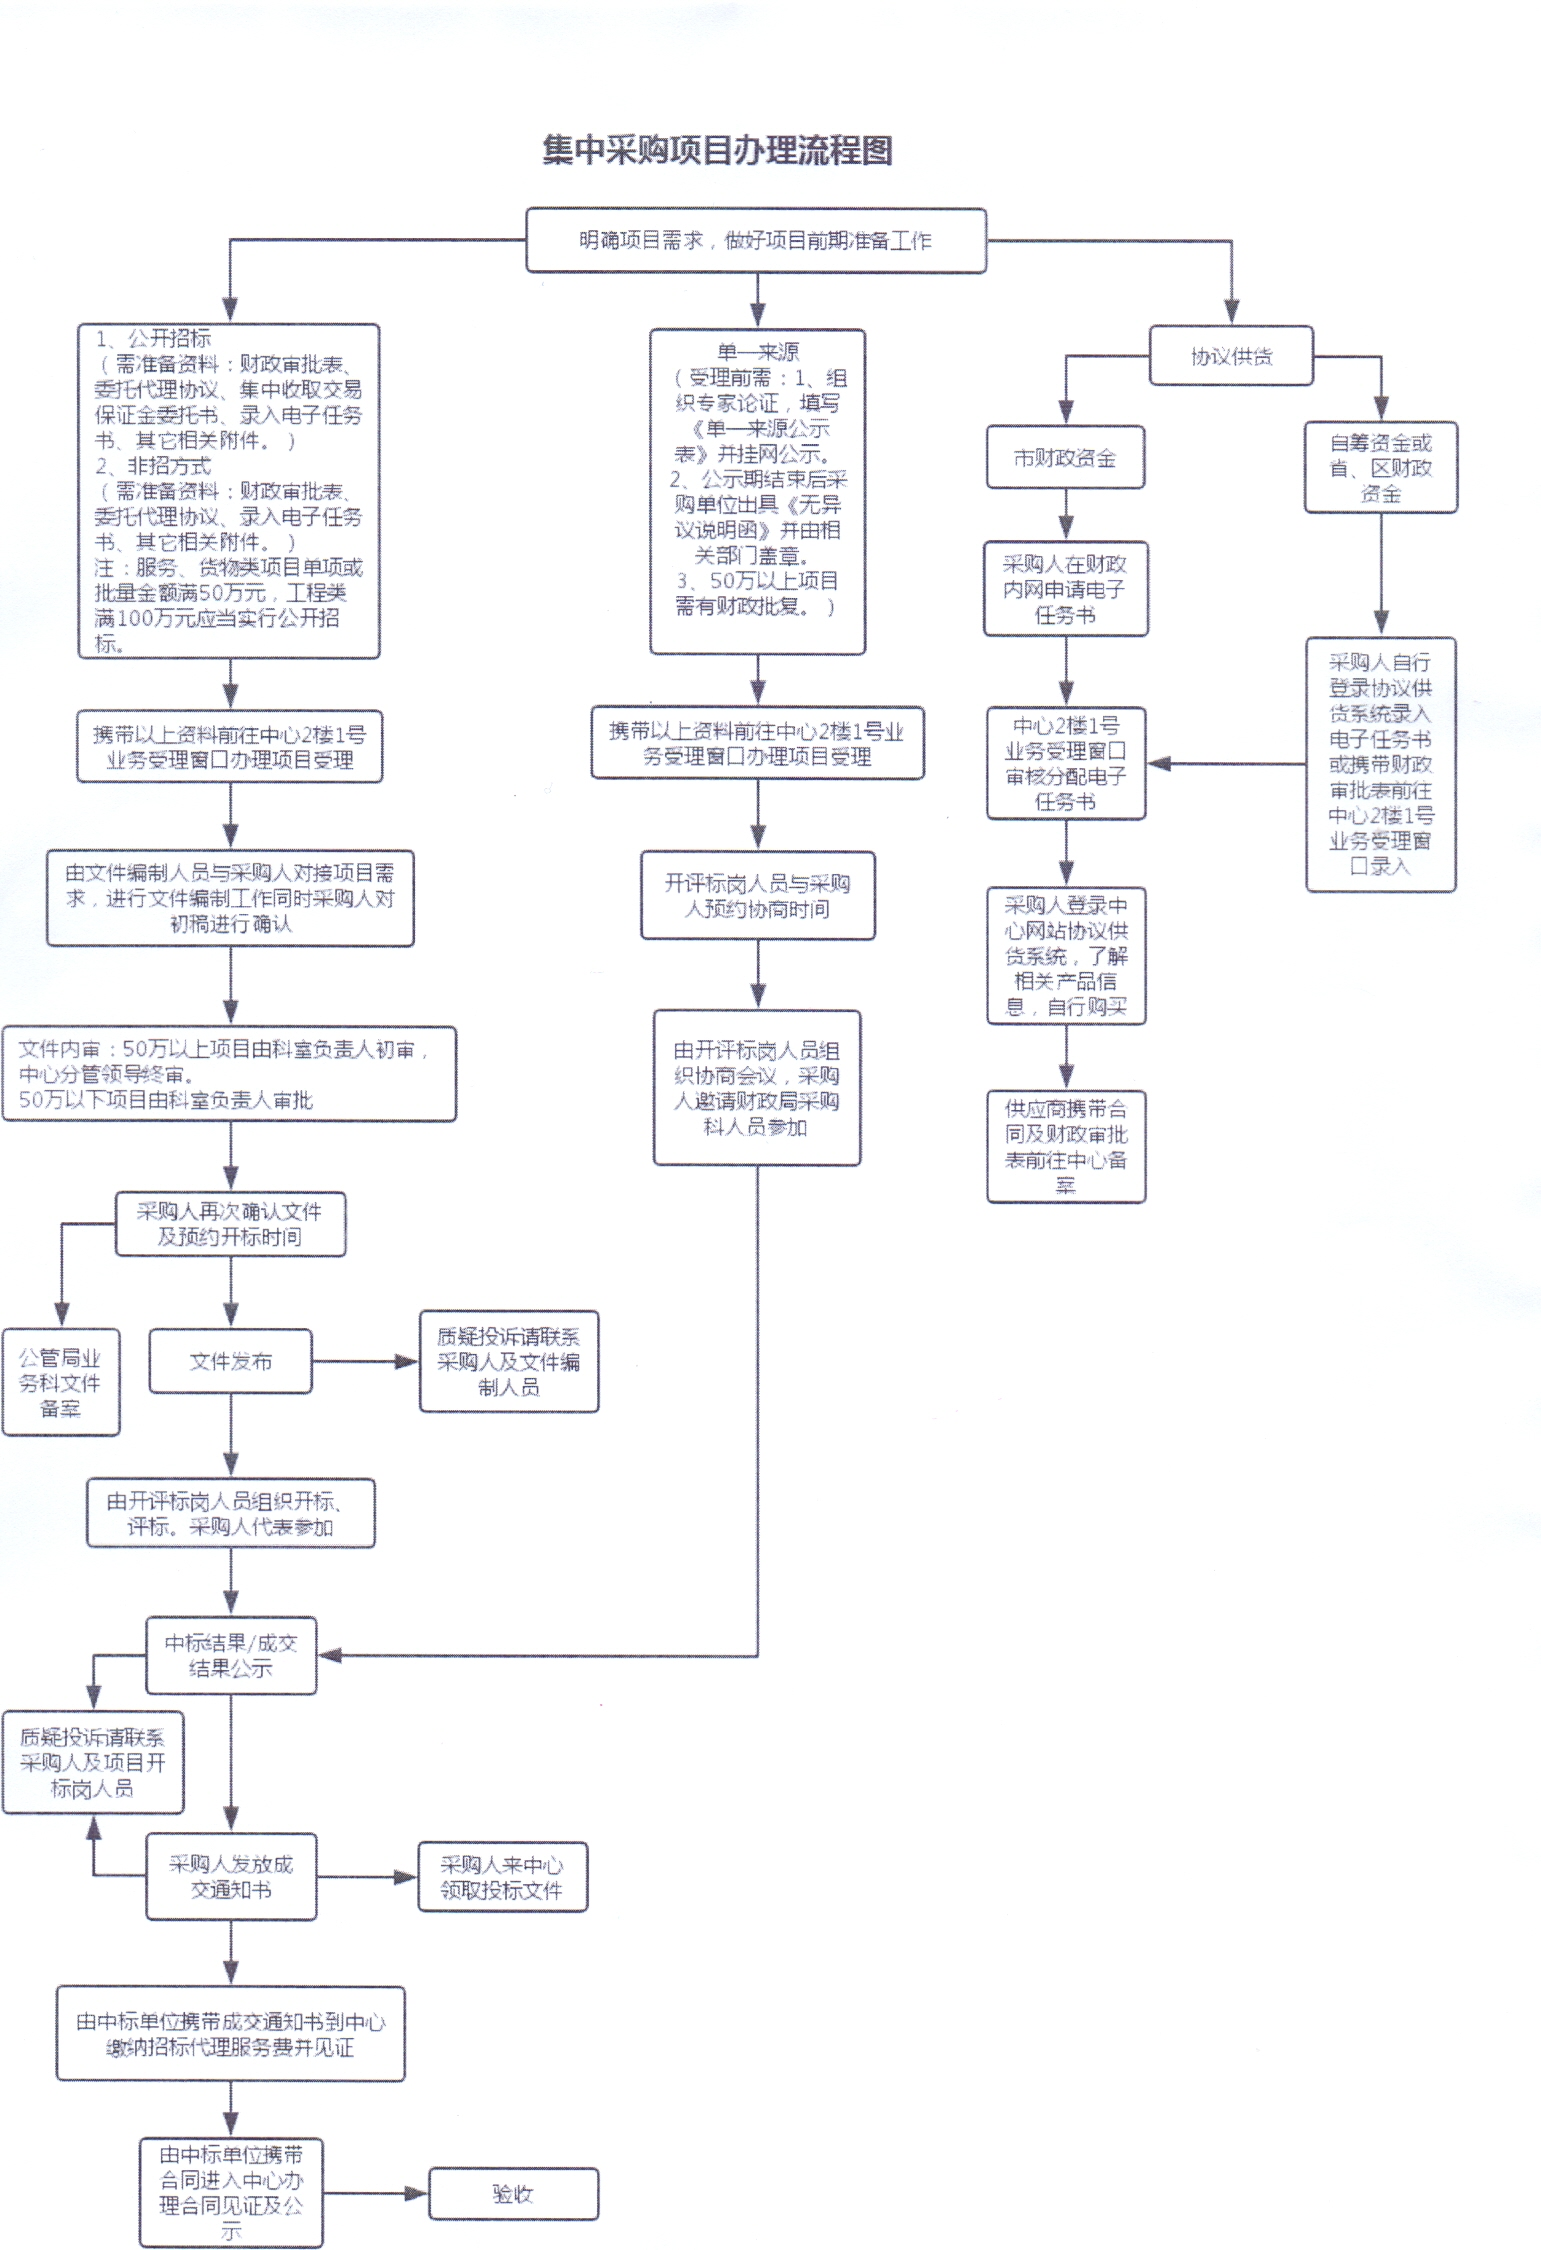 集中采购项目办理流程图
明确项目需求，做好项目前期准备工作
1、公开招标
（需准备资料：财政审批表、
委托代理协议、集中收取交易
保证金委托书、录入电子任务
书、其它相关附件。）
2、非招方式
（需准备资料：财政审批表、
委托代理协议、录入电子任务
书、其它相关附件。）
注：服务、货物类项目单项或
批量金额满50万元，工程类
满100万元应当实行公开招
标。
携带以上资料前往中心2楼1号
业务受理窗口办理项目受理
由文件编制人员与采购人对接项目需
求，进行文件编制工作同时采购人对
初稿进行确认
文件内审：50万以上项目由科室负责人初审，
中心分管领导终审。
50万以下项目由科室负责人审批
采购人再次确认文件
及预约开标时间
公管局业
务科文件
备案
文件发布
质疑投诉请联系
采购人及文件编
制人员
由开评标岗人员组织开标、
评标。采购人代表参加
中标结果/成交
结果公示
质疑投诉请联系
采购人及项目开
标岗人员
采购人发放成
交通知书
采购人来中心
领取投标文件
由中标单位携带成交通知书到中心
缴纳招标代理服务费并见证
由中标单位携带
合同进入中心办
理合同见证及公
示
验收
单一来源
（受理前需：1、组
织专家论证，填写
《单一来源公示
表》并挂网公示。
2、公示期结束后采
购单位出具《无异
议说明函》并由相
关部门盖章。
3、50万以上项目
需有财政批复。）
携带以上资料前往中心2楼1号业
务受理窗口办理项目受理
开评标岗人员与采购
人预约协商时间
由开评标岗人员组
织协商会议，采购
人邀请财政局采购
科人员参加
协议供货
市财政资金
采购人在财政
内网申请电子
任务书
中心2楼1号
业务受理窗口
审核分配电子
任务书
采购人登录中
心网站协议供
货系统，了解
相关产品信
息，自行购买
供应商携带合
同及财政审批
表前往中心备
案
自筹资金或
省、区财政
资金
采购人自行
登录协议供
货系统录入
电子任务书
或携带财政
审批表前往
中心2楼1号
业务受理窗
口录入